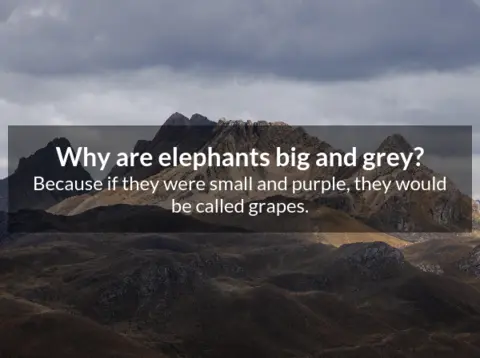 Why are elephants big and grey?
Because if they were small and purple, they would
be called grapes.